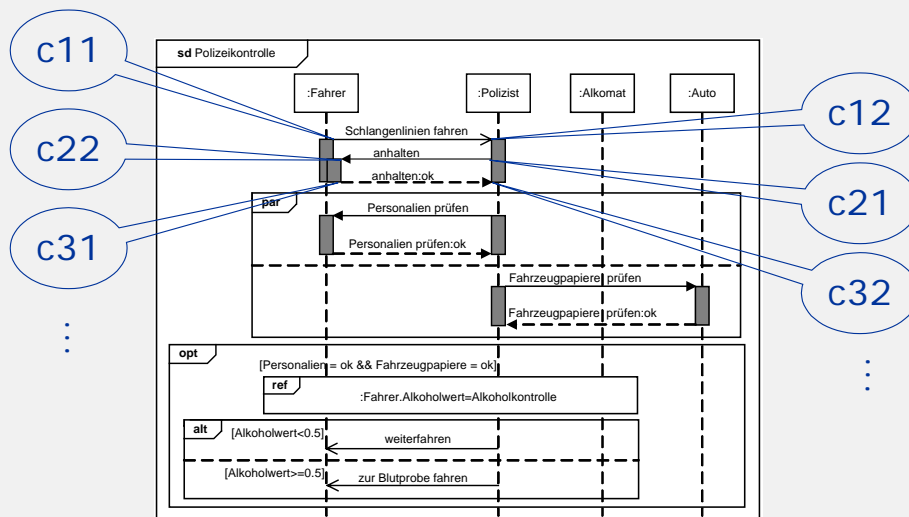 c11
sd Polizeikontrolle
:Fahrer
:Polizist
:Alkomat
:Auto
c12
Schlangenlinien fahren
c22
anhalten
anhalten:ok
c21
par
Personalien prüfen
c31
Personalien prüfen:ok
c32
Fahrzeugpapiere prüfen
Fahrzeugpapiere prüfen:ok
⋮
⋮
opt
[Personalien = ok && Fahrzeugpapiere = ok]
ref
:Fahrer.Alkoholwert=Alkoholkontrolle
alt
[Alkoholwert<0.5]
weiterfahren
[Alkoholwert>=0.5]
zur Blutprobe fahren